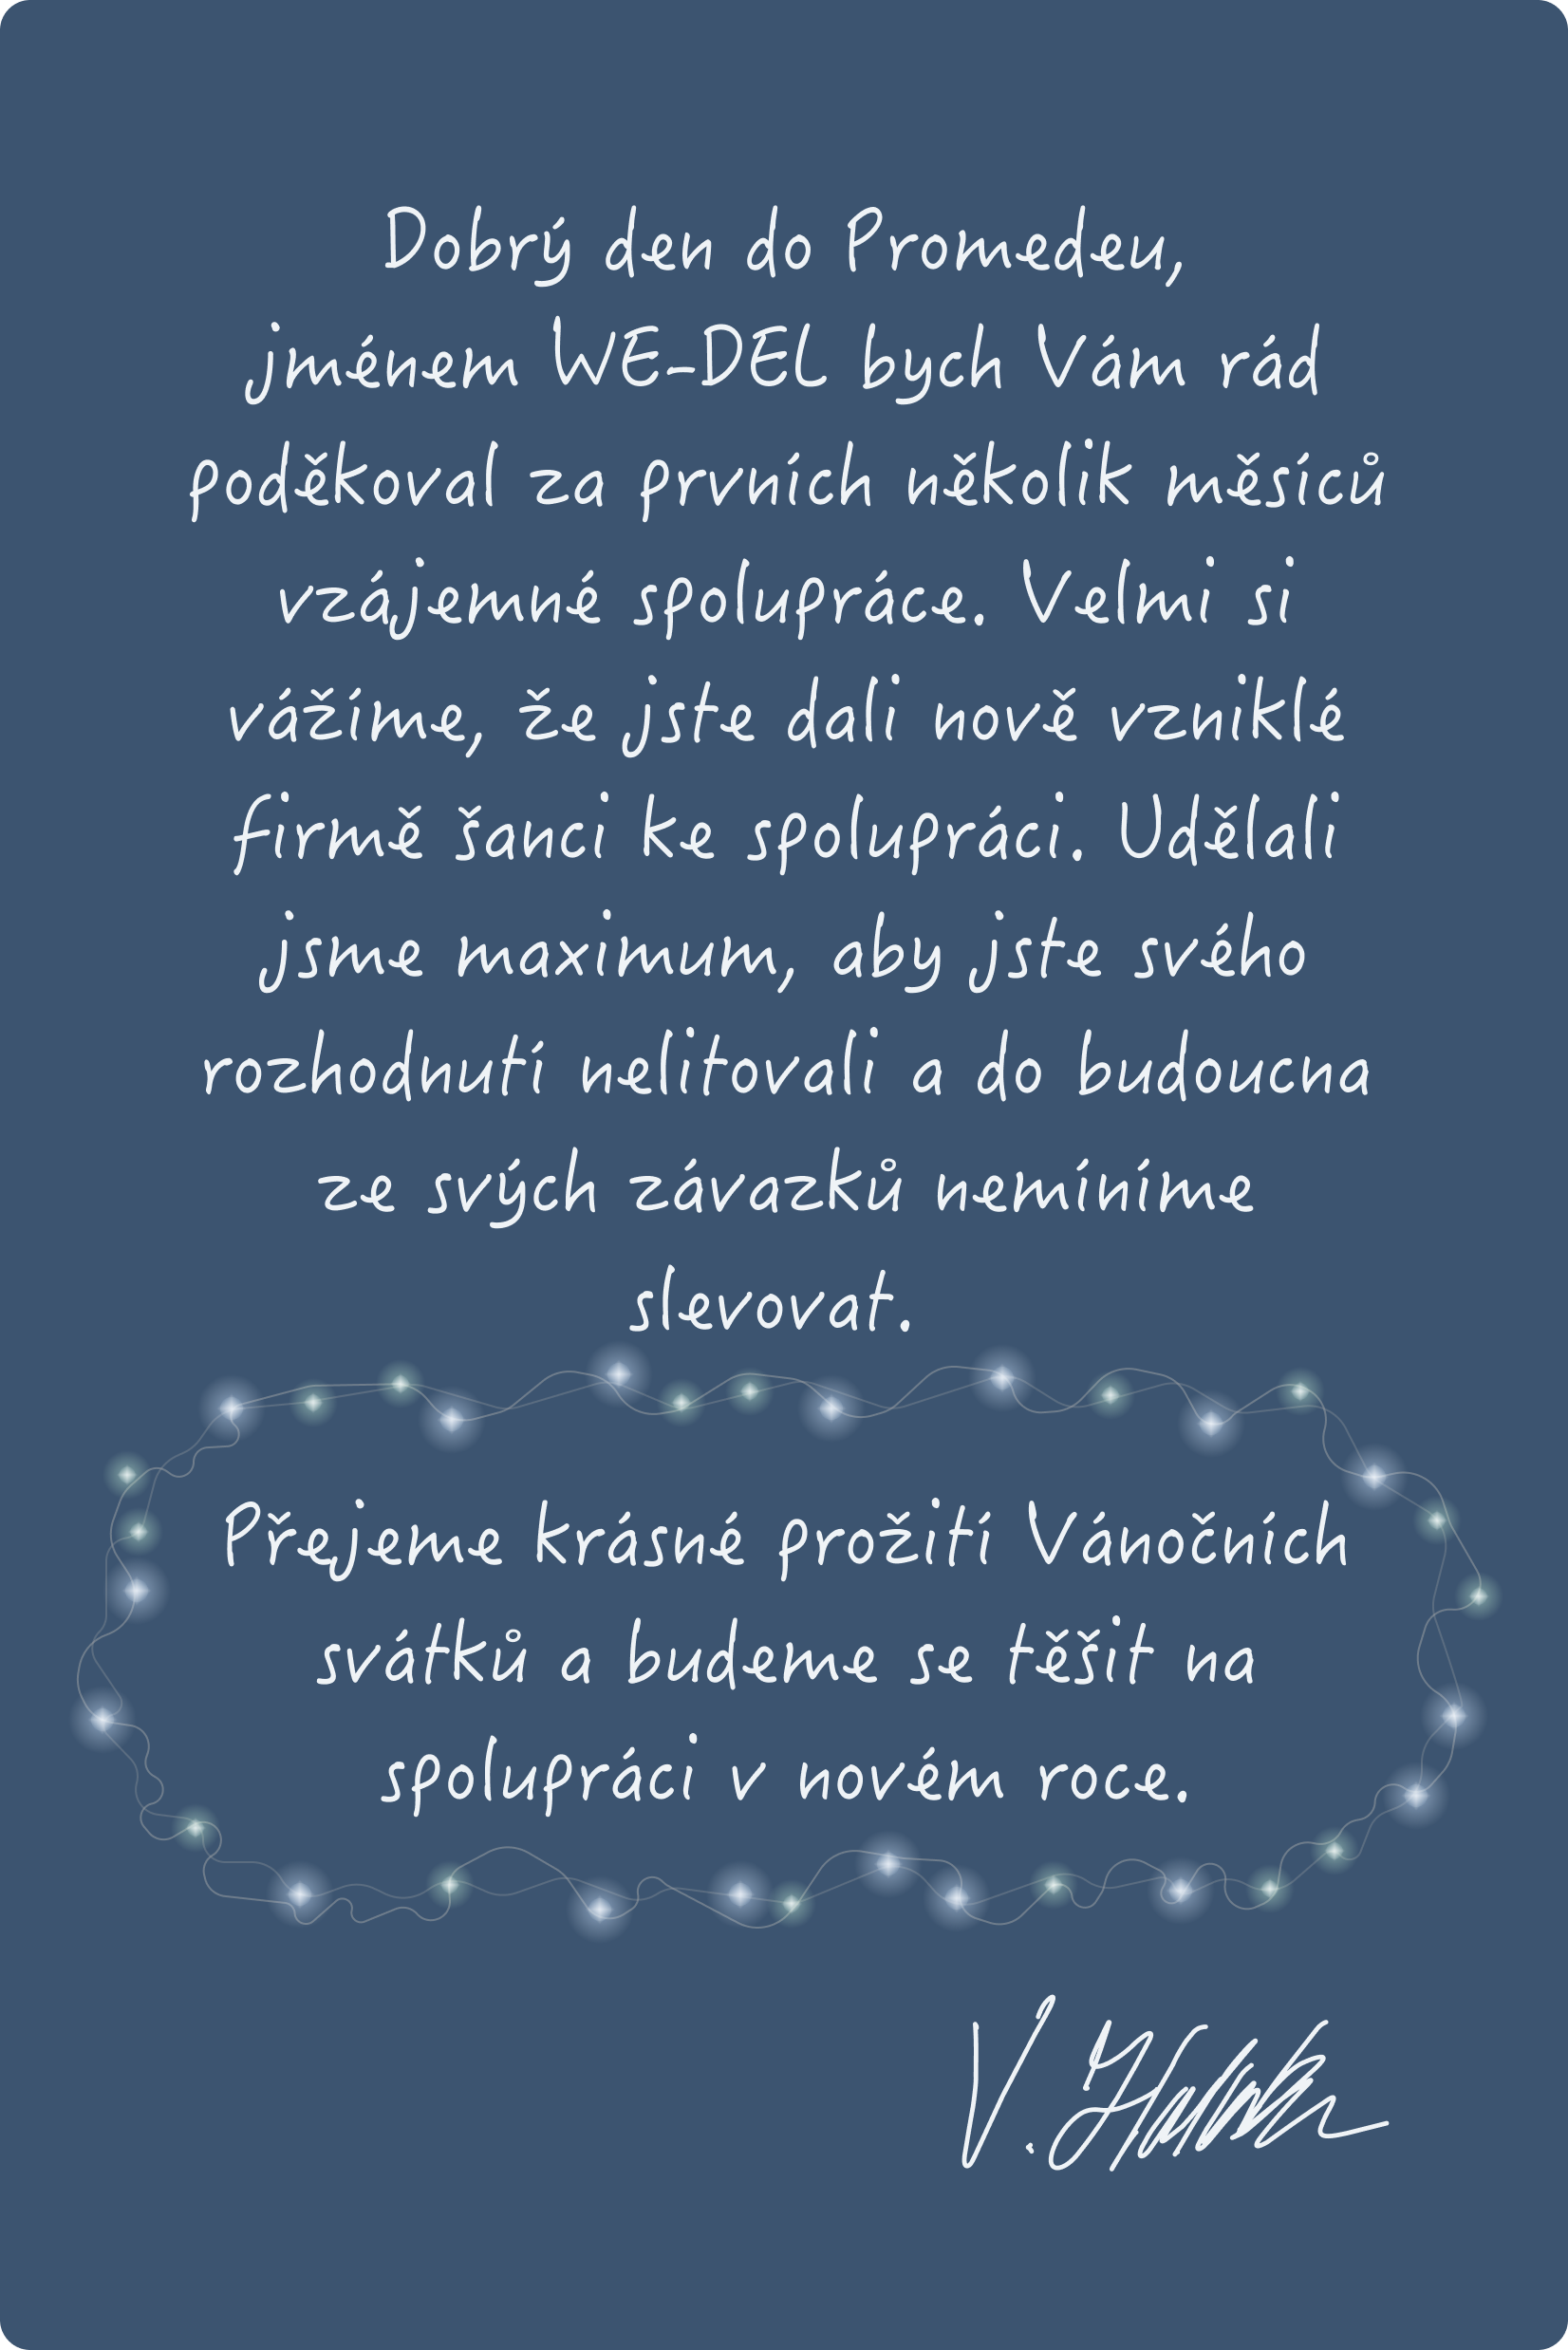 Dobrý den do Promedeu,
jménem WE-DEL bych Vám rád
poděkoval za prvních několik měsíců
vzájemné spolupráce. Velmi si
vážíme, že jste dali nově vzniklé
firmě šanci ke spolupráci. Udělali
jsme maximum, aby jste svého
rozhodnutí nelitovali a do budoucna
ze svých závazků nemíníme
slevovat.
Přejeme krásné prožití Vánočních
svátků a budeme se těšit na
spolupráci v novém roce.
V.